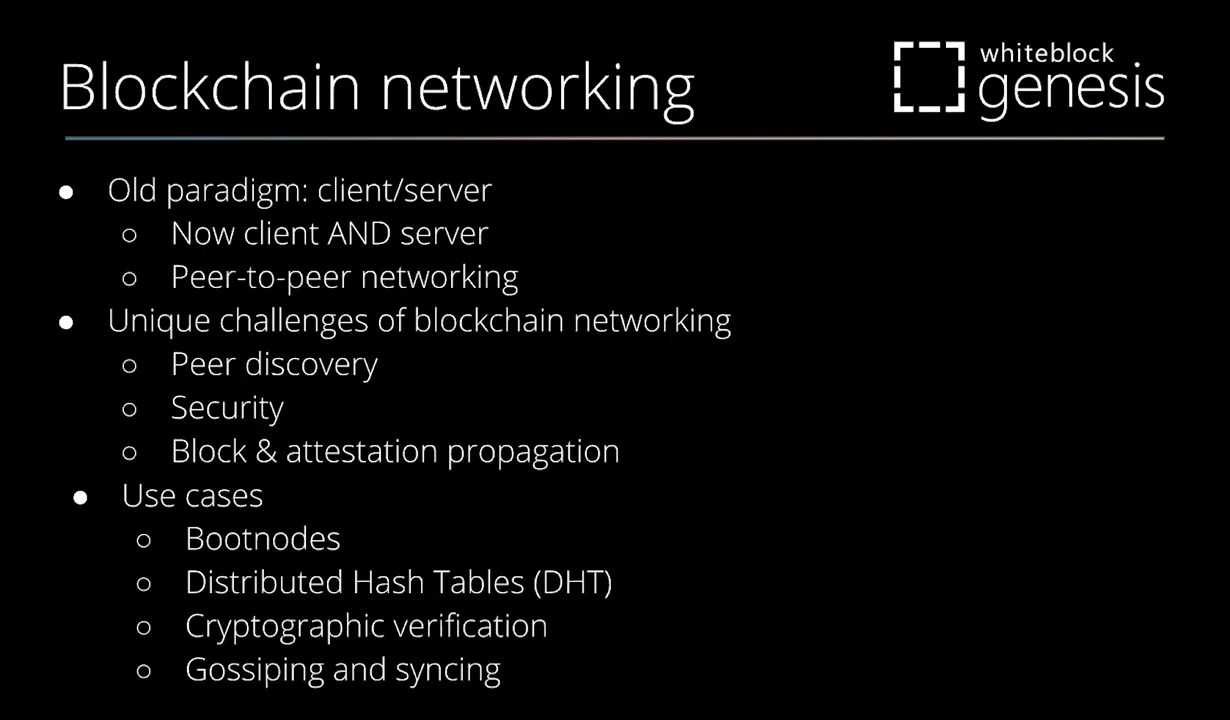 Blockchain networking
whiteblock
genesis
● Old paradigm: client/server
○ Now client AND server
○ Peer-to-peer networking
● Unique challenges of blockchain networking
○ Peer discovery
○ Security
○ Block & attestation propagation
● Use cases
○ Bootnodes
○ Distributed Hash Tables (DHT)
○ Cryptographic verification
○ Gossiping and syncing